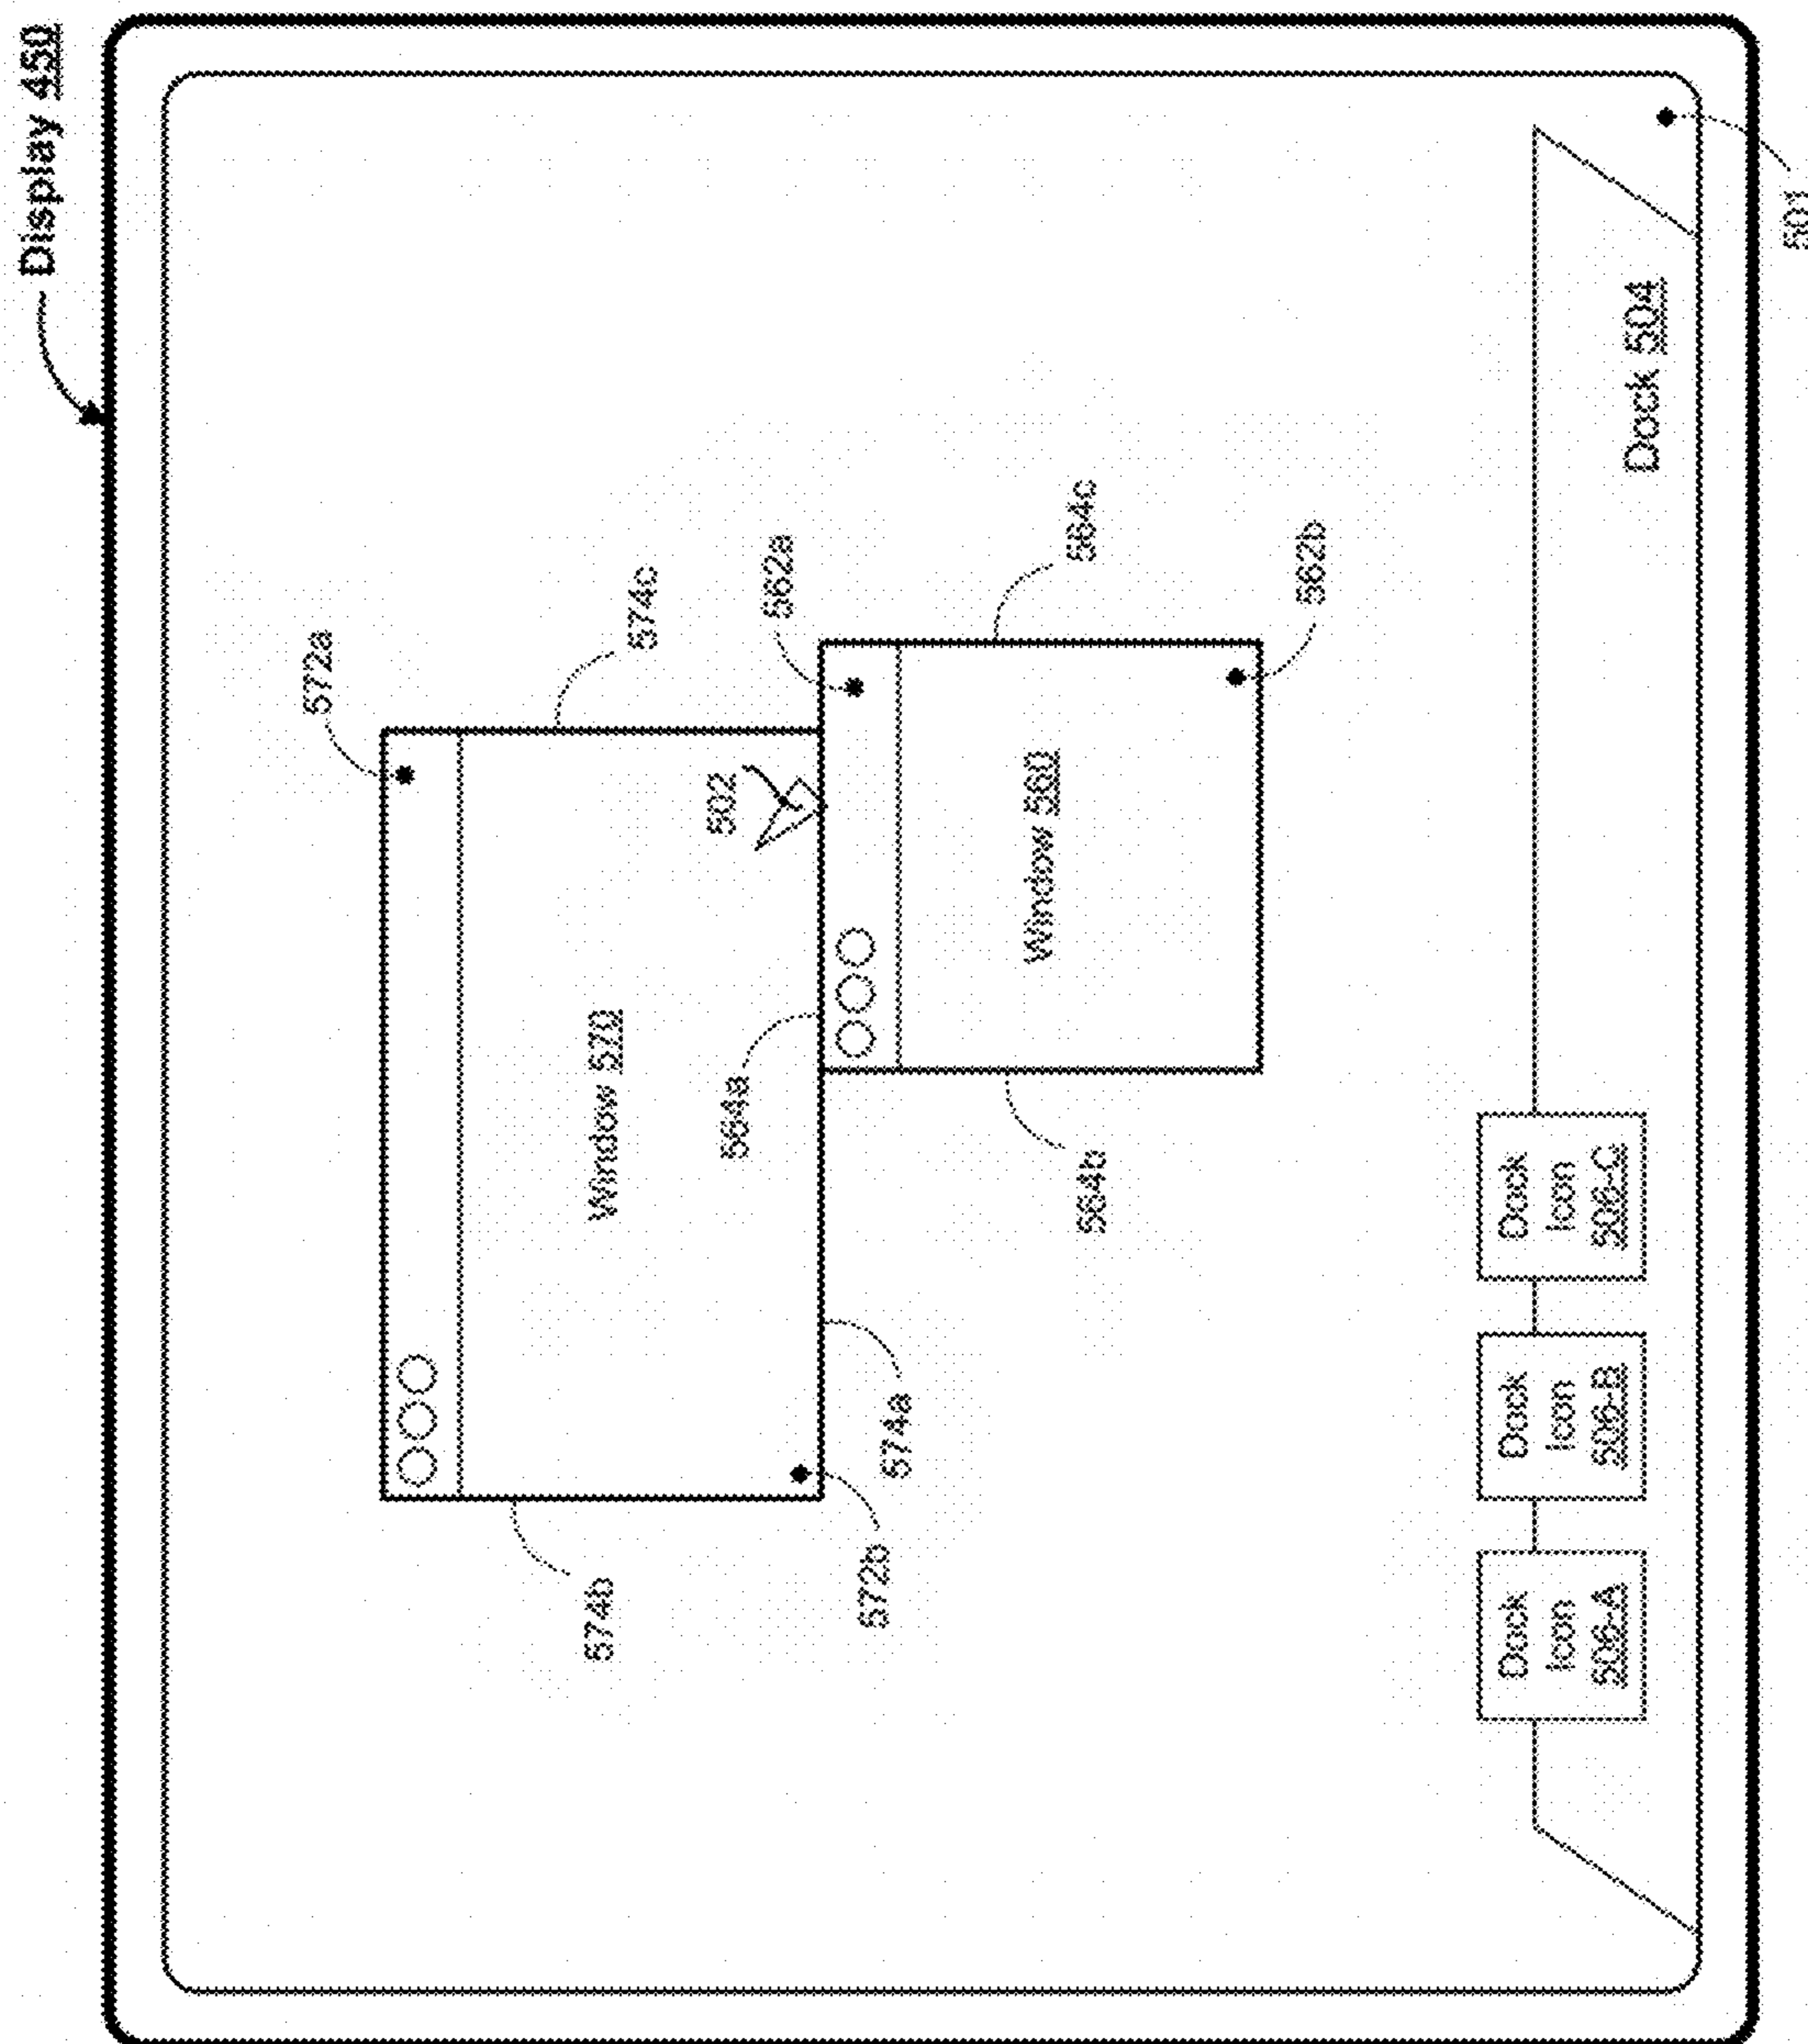 Display 450
572a
574c
562a
564c
562b
502
Window 570
564a
Window 560
564b
574b
572b
574a
Dock
Icon
506-A
Dock
Icon
506-B
Dock
Icon
506-C
Dock 504
501